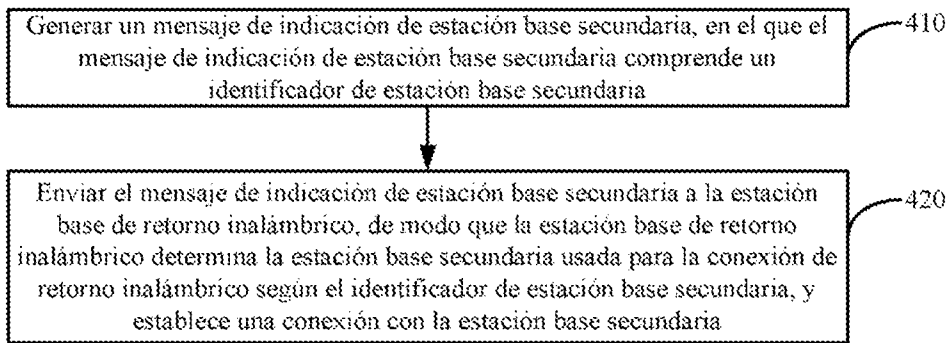 Generar un mensaje de indicación de estación base secundaria, en el que el
mensaje de indicación de estación base secundaria comprende un
identificador de estación base secundaria
410
Enviar el mensaje de indicación de estación base secundaria a la estación
base de retorno inalámbrico, de modo que la estación base de retorno
inalámbrico determina la estación base secundaria usada para la conexión de
retorno inalámbrico según el identificador de estación base secundaria, y
establece una conexión con la estación base secundaria
420